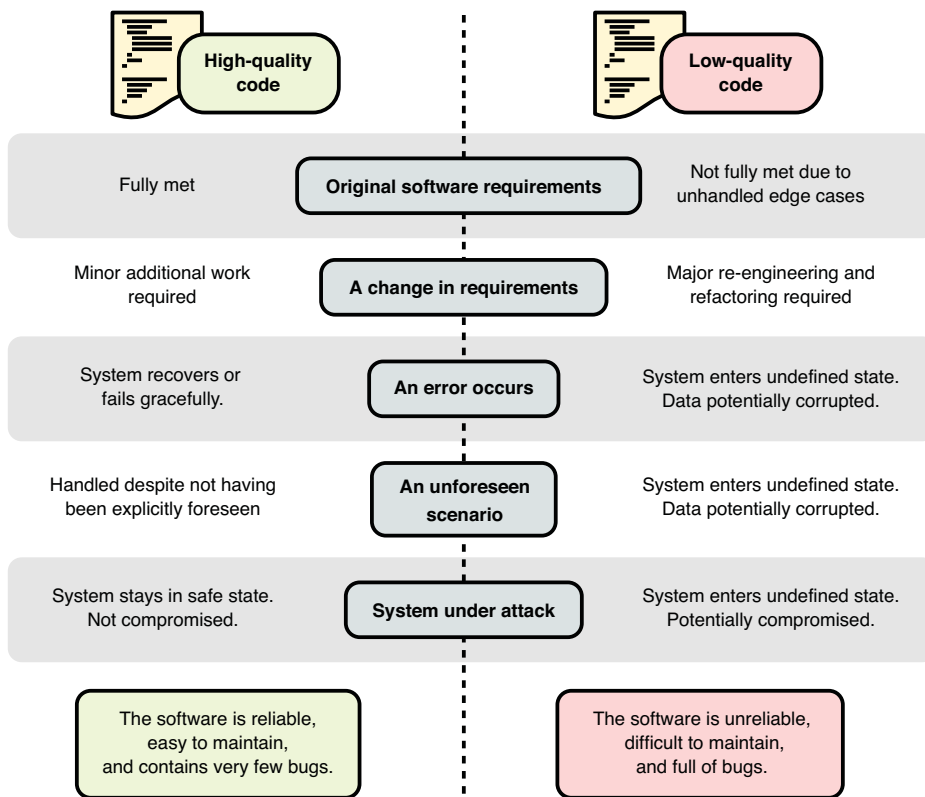 High-quality
code
Low-quality
code
Fully met
Original software requirements
Not fully met due to
unhandled edge cases
Minor additional work
required
A change in requirements
Major re-engineering and
refactoring required
System recovers or
fails gracefully.
An error occurs
System enters undefined state.
Data potentially corrupted.
Handled despite not having
been explicitly foreseen
An unforeseen
scenario
System enters undefined state.
Data potentially corrupted.
System stays in safe state.
Not compromised.
System under attack
System enters undefined state.
Potentially compromised.
The software is reliable,
easy to maintain,
and contains very few bugs.
The software is unreliable,
difficult to maintain,
and full of bugs.